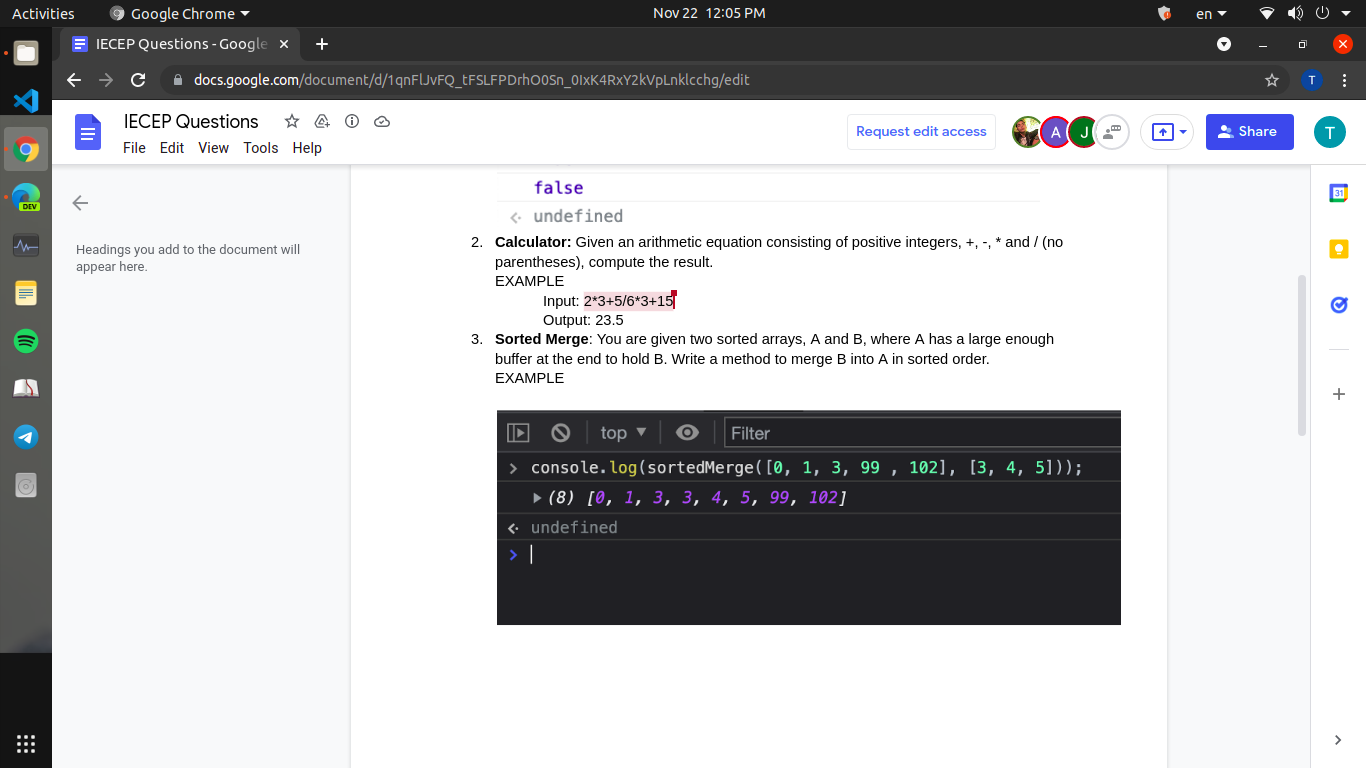 Activities
Google Chrome
Nov 22 12:05 PM
en
IECEP Questions - Google
docs.google.com/document/d/1qnFlJvFQ_tFSLFPDrhO0Sn_0IxK4RxY2kVpLnklcchg/edit
T
IECEP Questions
File Edit View Tools Help
Request edit access
A
J
Share
T
DEV
31
Headings you add to the document will
appear here.
false
undefined
2. Calculator: Given an arithmetic equation consisting of positive integers, +, -, * and / (no
parentheses), compute the result.
EXAMPLE
Input: 2*3+5/6*3+15
Output: 23.5
3. Sorted Merge: You are given two sorted arrays, A and B, where A has a large enough
buffer at the end to hold B. Write a method to merge B into A in sorted order.
EXAMPLE
top
Filter
console.log(sortedMerge([0, 1, 3, 99 , 102], [3, 4, 5]));
(8) [0, 1, 3, 3, 4, 5, 99, 102]
undefined